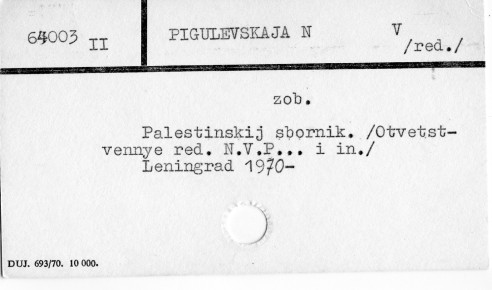 64003 II PIGULEVSKAJA N V
/red./
zob.
Palestinskij sbornik. /Otvetst-
vennye red. N.V.P... i in./
Leningrad 1970-
DUJ. 693/70. 10 000.